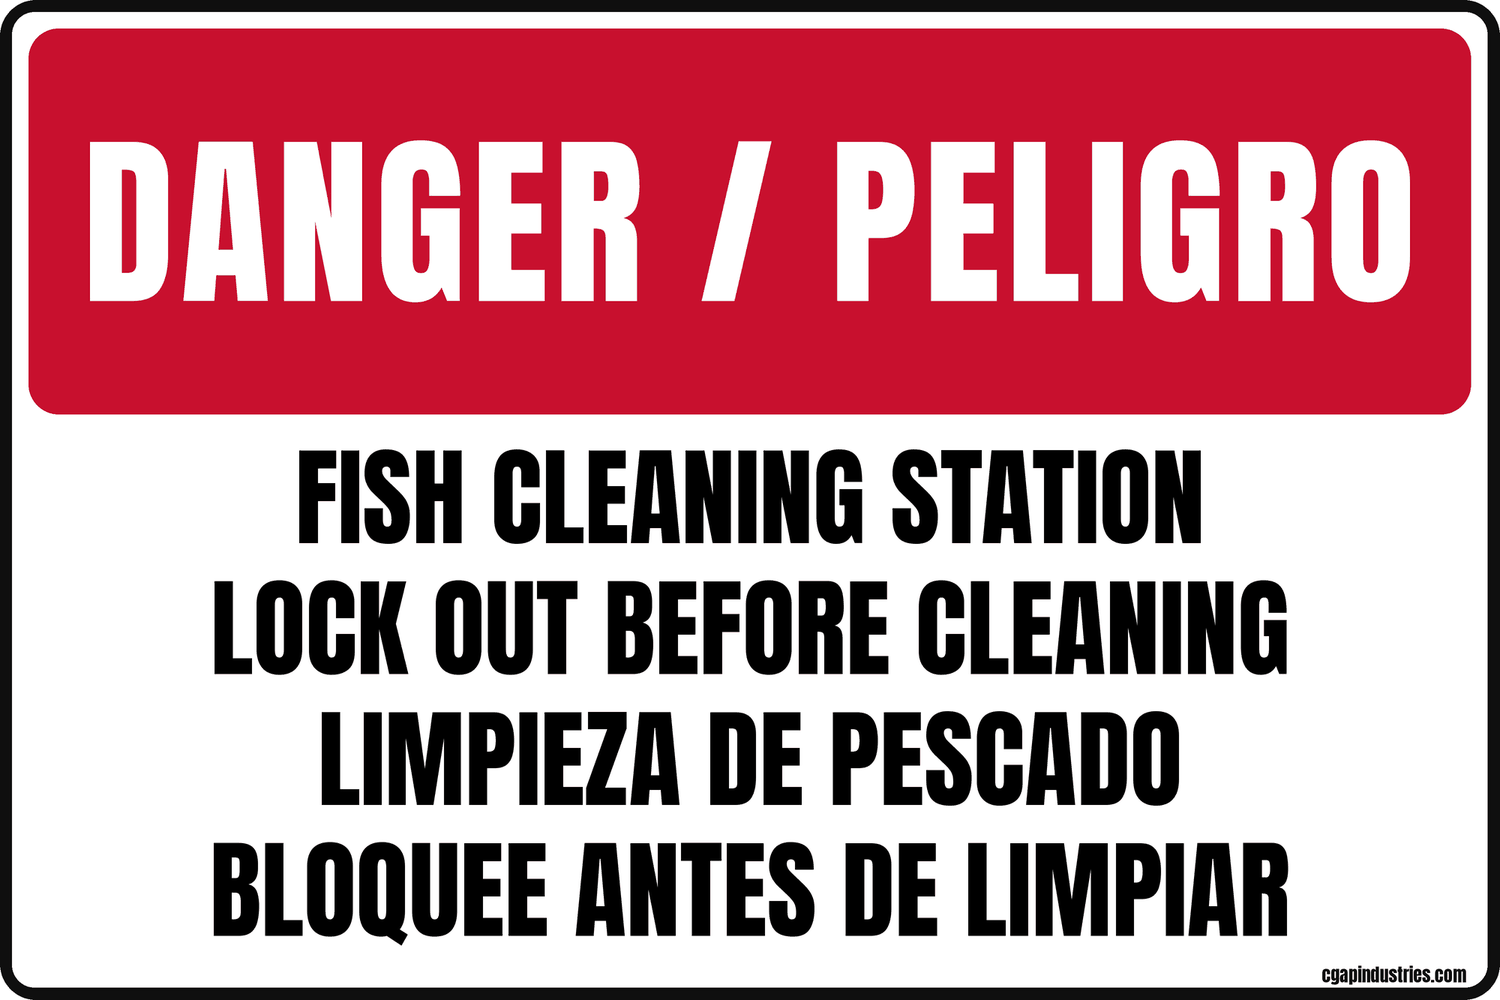 DANGER / PELIGRO
FISH CLEANING STATION
LOCK OUT BEFORE CLEANING
LIMPIEZA DE PESCADO
BLOQUEE ANTES DE LIMPIAR
cgapindustries.com